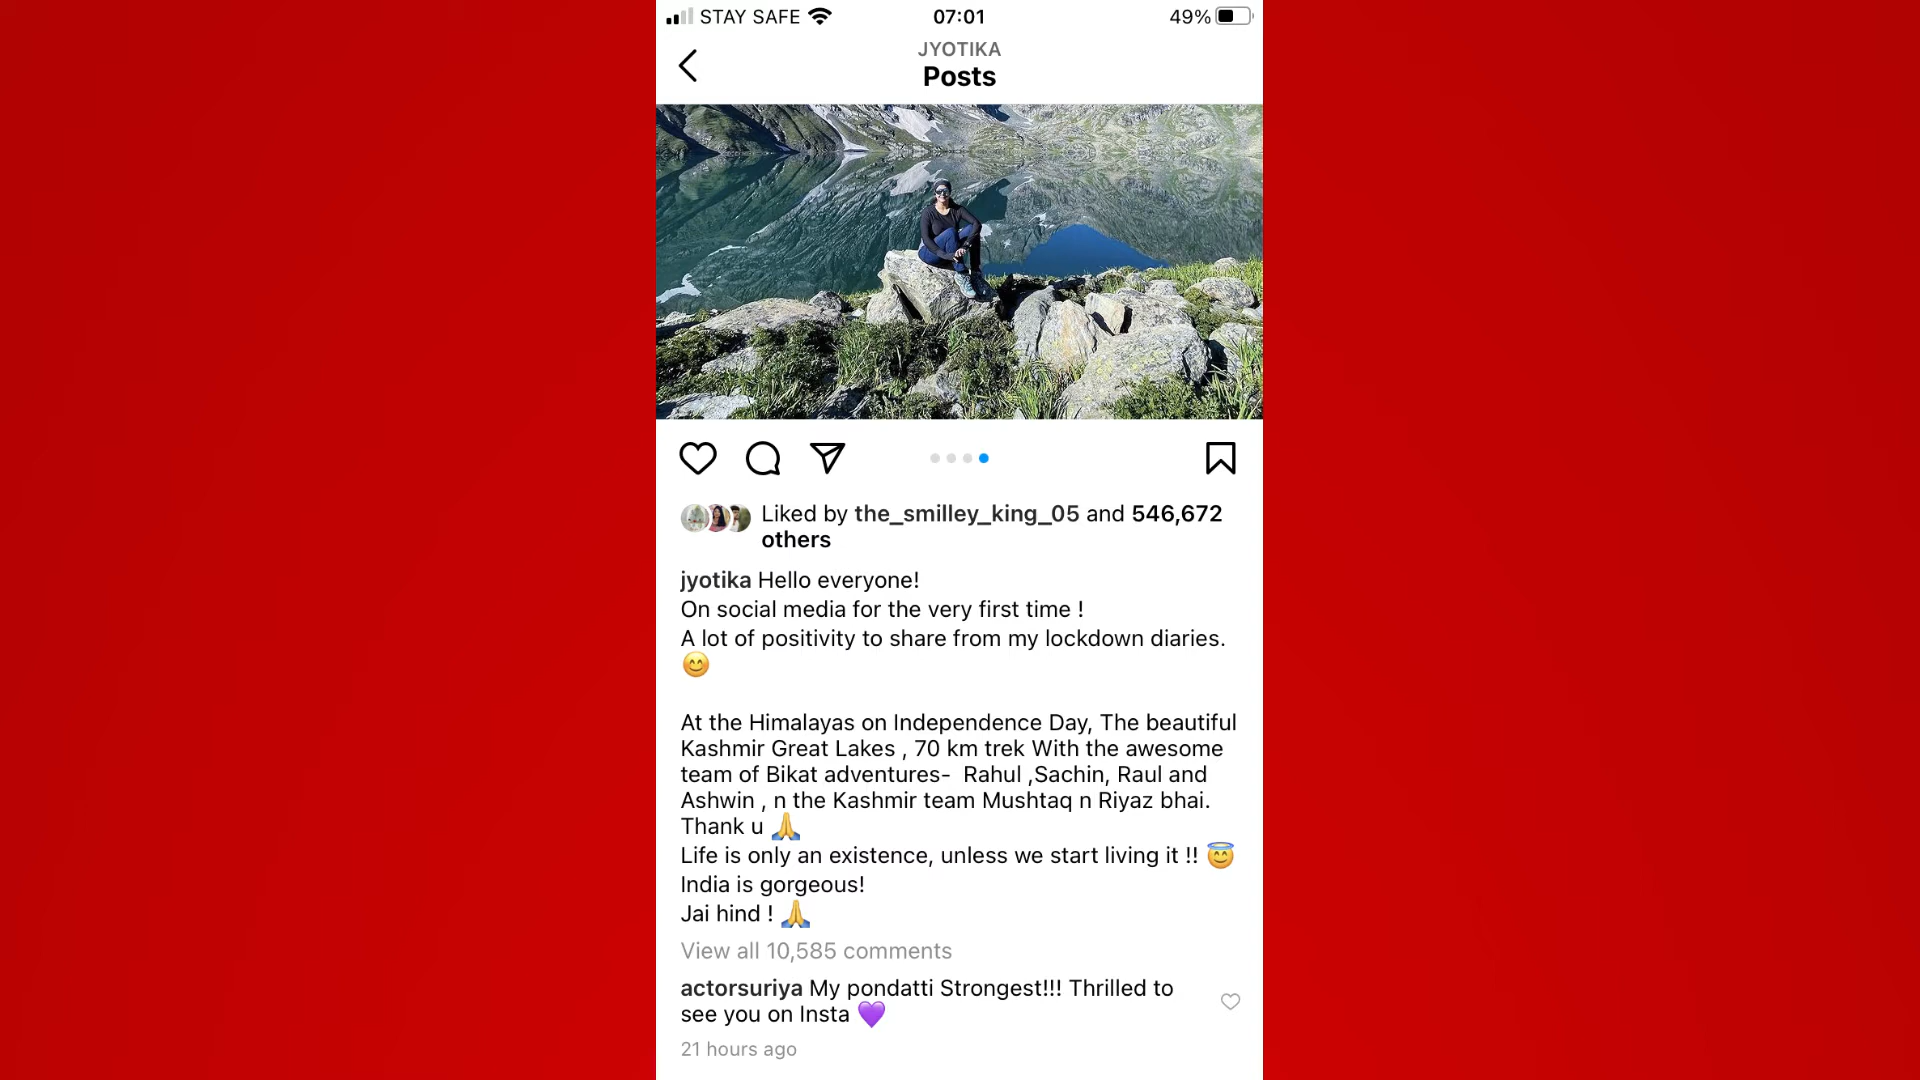 STAY SAFE 07:01 49%
JYOTIKA
Posts
Liked by the_smilley_king_05 and 546,672
others
jyotika Hello everyone!
On social media for the very first time !
A lot of positivity to share from my lockdown diaries.
😊
At the Himalayas on Independence Day, The beautiful
Kashmir Great Lakes , 70 km trek With the awesome
team of Bikat adventures- Rahul ,Sachin, Raul and
Ashwin , n the Kashmir team Mushtaq n Riyaz bhai.
Thank u 🙏
Life is only an existence, unless we start living it !! 😇
India is gorgeous!
Jai hind ! 🙏
View all 10,585 comments
actorsuriya My pondatti Strongest!!! Thrilled to
see you on Insta 💜
21 hours ago